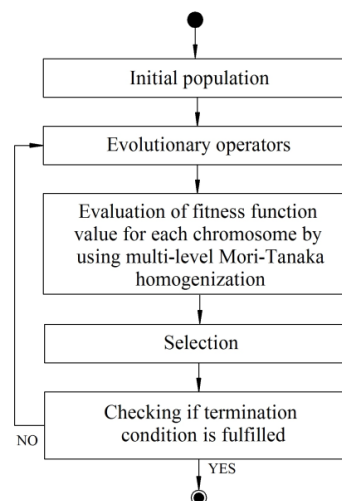 Initial population
Evolutionary operators
Evaluation of fitness function
value for each chromosome by
using multi-level Mori-Tanaka
homogenization
Selection
Checking if termination
condition is fulfilled
NO
YES